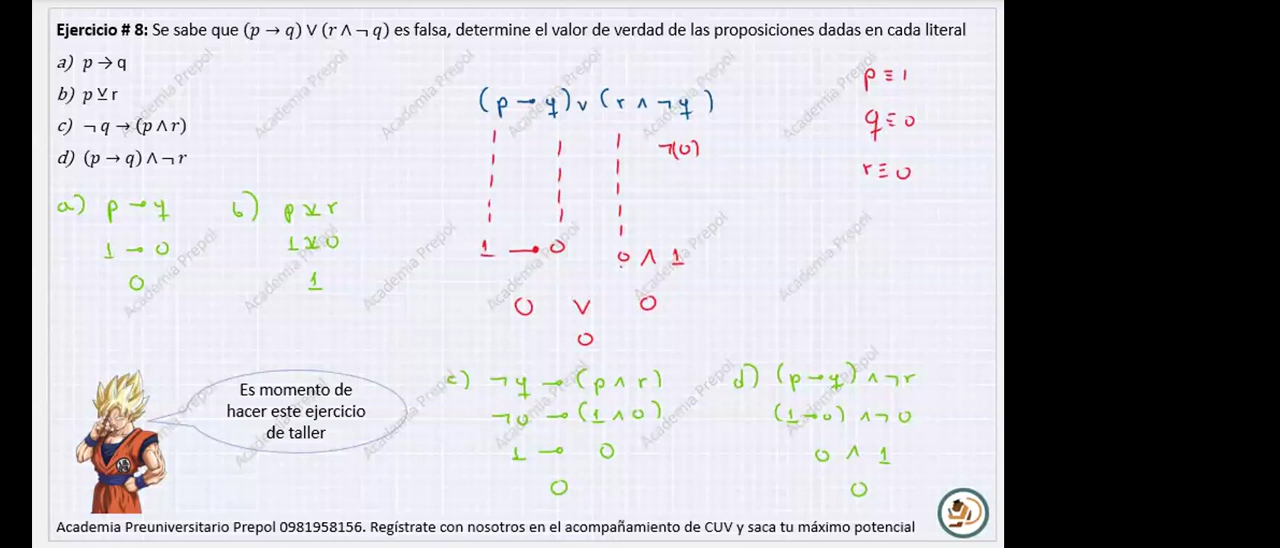 Ejercicio # 8: Se sabe que (p → q) ∨ (r ∧ ¬ q) es falsa, determine el valor de verdad de las proposiciones dadas en cada literal
a) p → q
b) p ⊻ r
c) ¬ q → (p ∧ r)
d) (p → q) ∧ ¬ r
(p → q) ∨ (r ∧ ¬ q)
¬(0)
1 → 0
0 ∧ 1
0 ∨ 0
0
p ≡ 1
q ≡ 0
r ≡ 0
a) p → q
1 → 0
0
b) p ⊻ r
1 ⊻ 0
1
c) ¬ q → (p ∧ r)
¬ 0 → (1 ∧ 0)
1 → 0
0
d) (p → q) ∧ ¬ r
(1 → 0) ∧ ¬ 0
0 ∧ 1
0
Es momento de
hacer este ejercicio
de taller
Academia Preuniversitario Prepol 0981958156. Regístrate con nosotros en el acompañamiento de CUV y saca tu máximo potencial
Academia Prepol